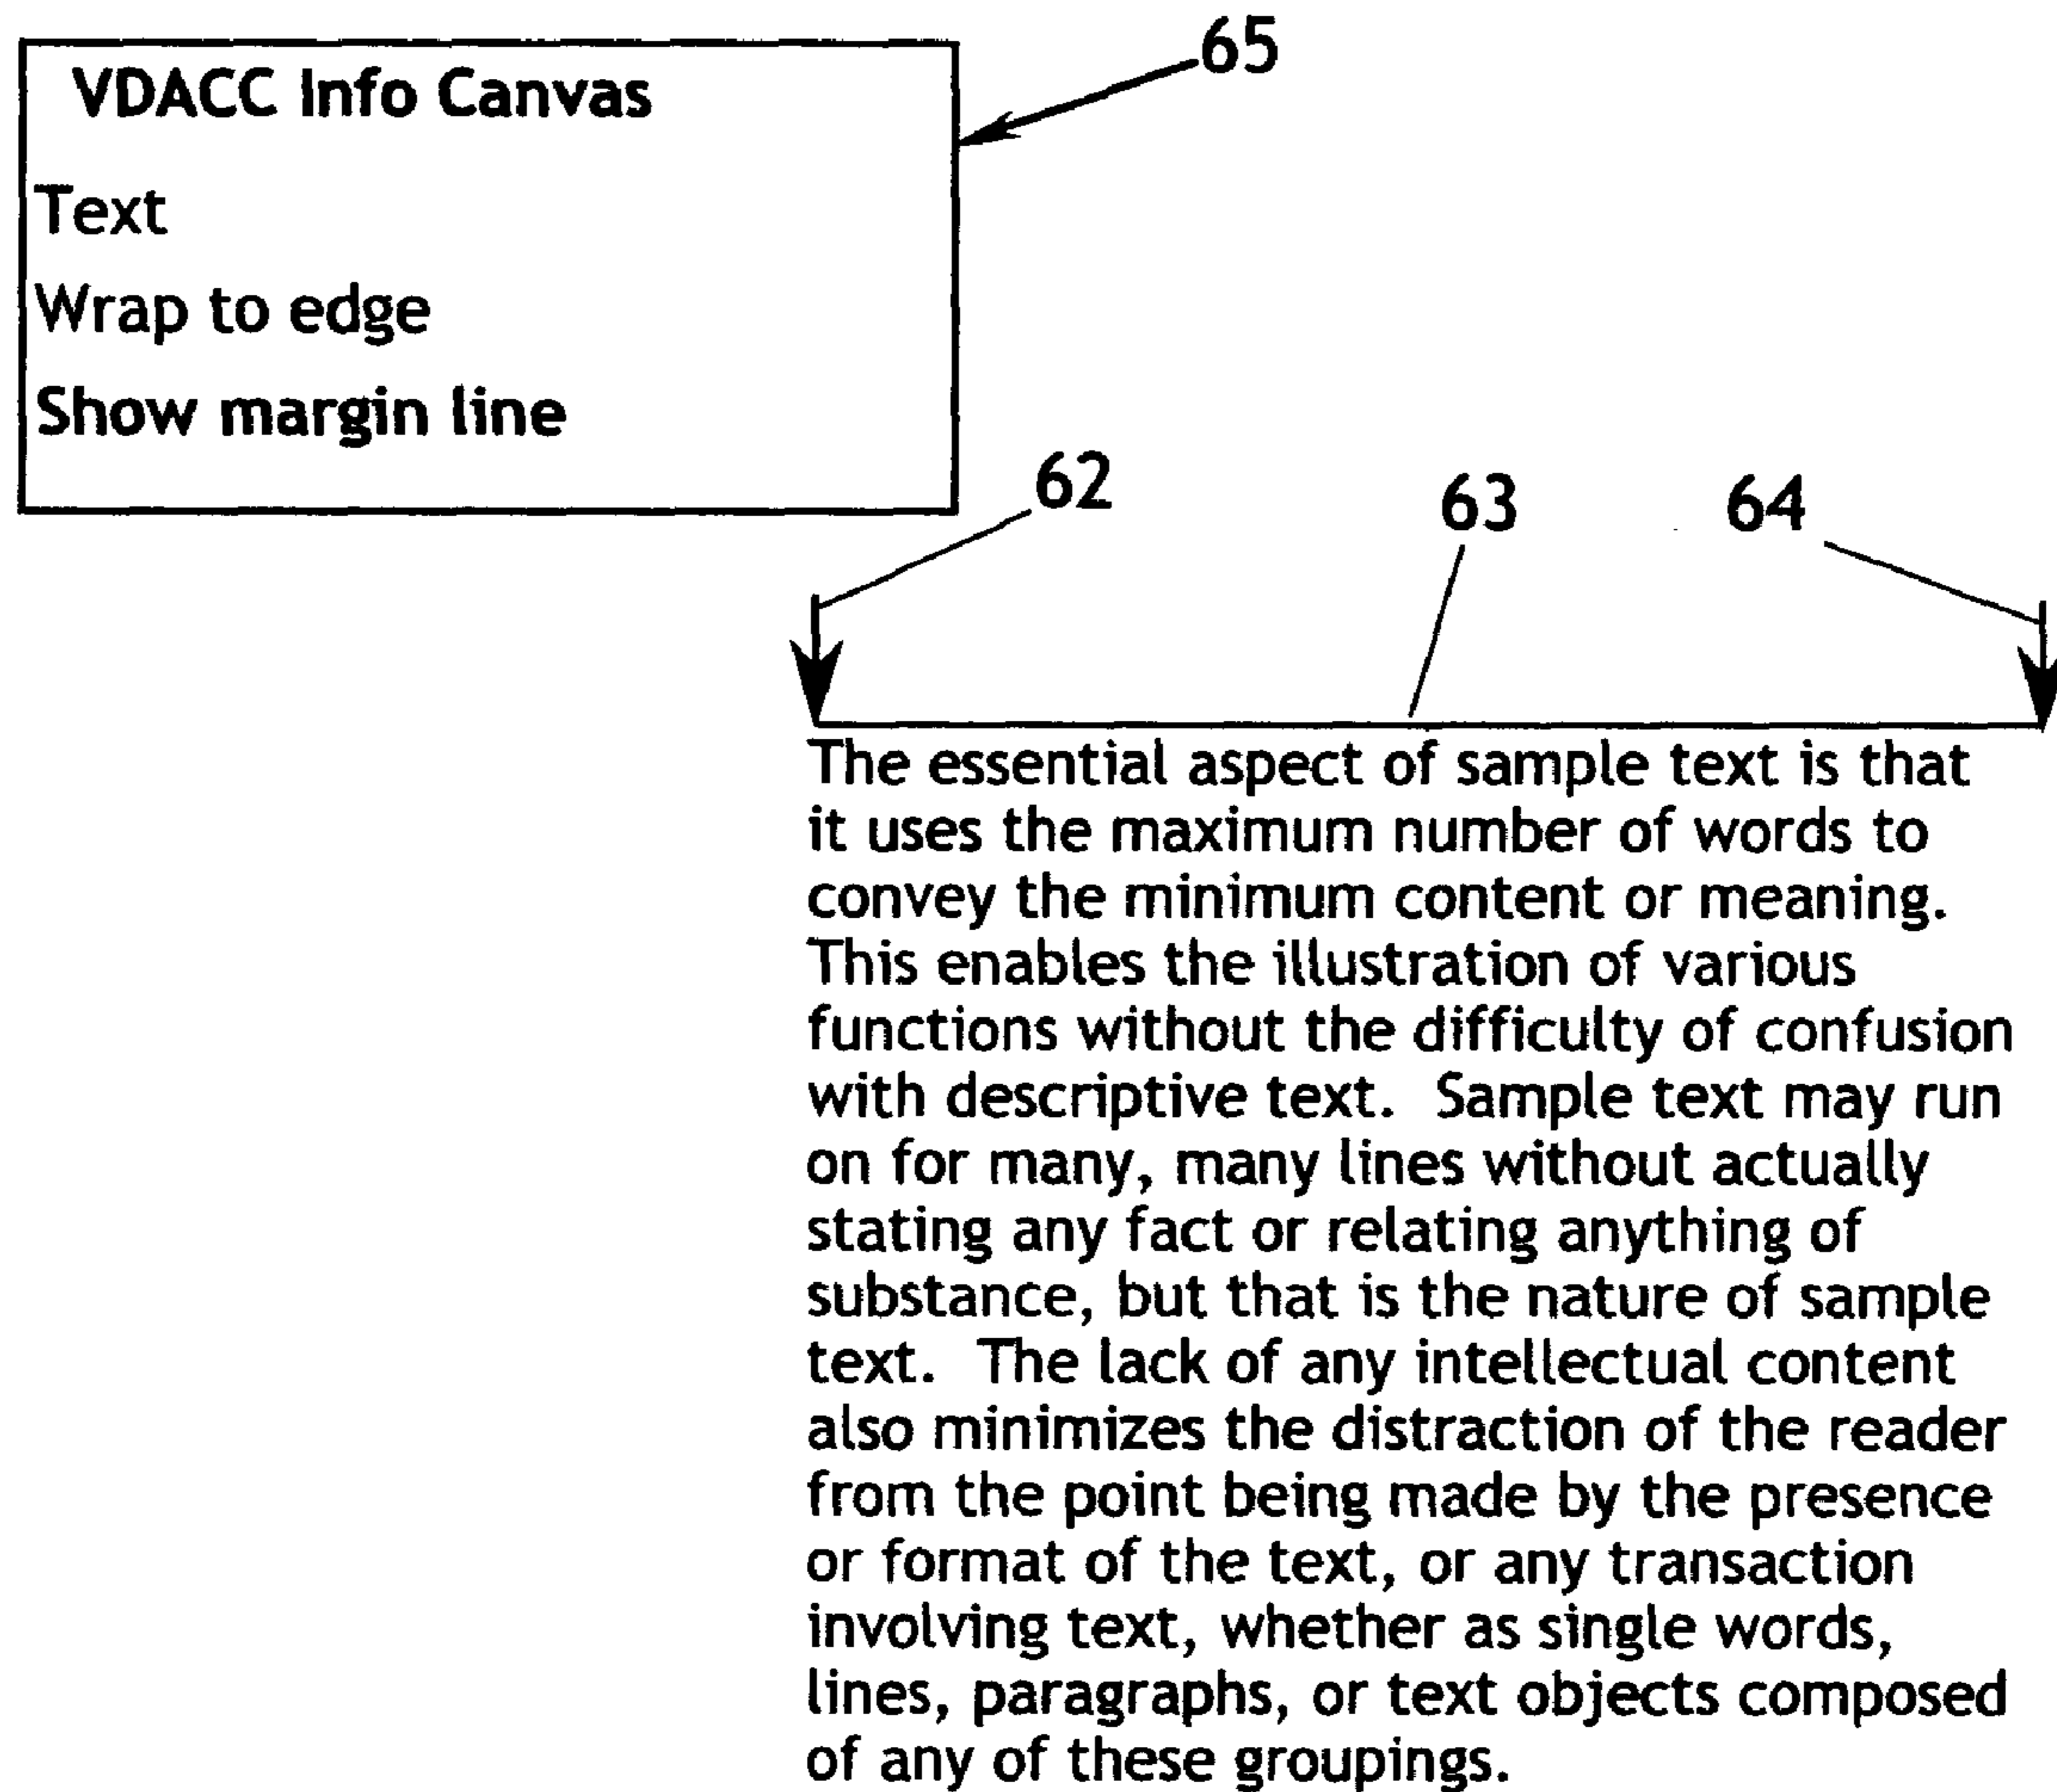 65
VDACC Info Canvas
Text
Wrap to edge
Show margin line
62
63
64
The essential aspect of sample text is that
it uses the maximum number of words to
convey the minimum content or meaning.
This enables the illustration of various
functions without the difficulty of confusion
with descriptive text.  Sample text may run
on for many, many lines without actually
stating any fact or relating anything of
substance, but that is the nature of sample
text.  The lack of any intellectual content
also minimizes the distraction of the reader
from the point being made by the presence
or format of the text, or any transaction
involving text, whether as single words,
lines, paragraphs, or text objects composed
of any of these groupings.